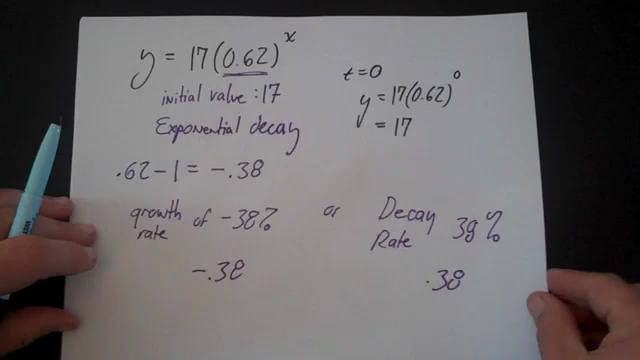 y = 17(0.62)^x
initial value : 17
Exponential decay
t=0
y = 17(0.62)^0
= 17
.62 - 1 = -.38
growth rate of -38%
-.38
or
Decay Rate 38%
.38